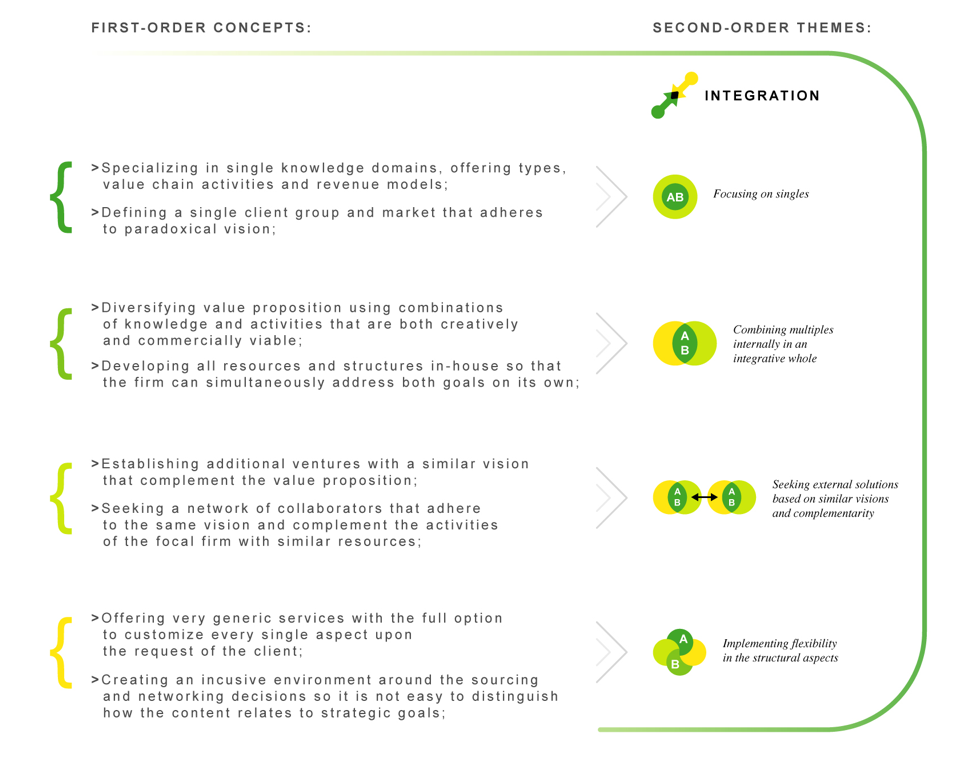 FIRST-ORDER CONCEPTS:
SECOND-ORDER THEMES:
INTEGRATION
>Specializing in single knowledge domains, offering types,
value chain activities and revenue models;
>Defining a single client group and market that adheres
to paradoxical vision;
AB
Focusing on singles
>Diversifying value proposition using combinations
of knowledge and activities that are both creatively
and commercially viable;
>Developing all resources and structures in-house so that
the firm can simultaneously address both goals on its own;
A
B
Combining multiples
internally in an
integrative whole
>Establishing additional ventures with a similar vision
that complement the value proposition;
>Seeking a network of collaborators that adhere
to the same vision and complement the activities
of the focal firm with similar resources;
A
B
A
B
Seeking external solutions
based on similar visions
and complementarity
>Offering very generic services with the full option
to customize every single aspect upon
the request of the client;
>Creating an incusive environment around the sourcing
and networking decisions so it is not easy to distinguish
how the content relates to strategic goals;
A
B
Implementing flexibility
in the structural aspects